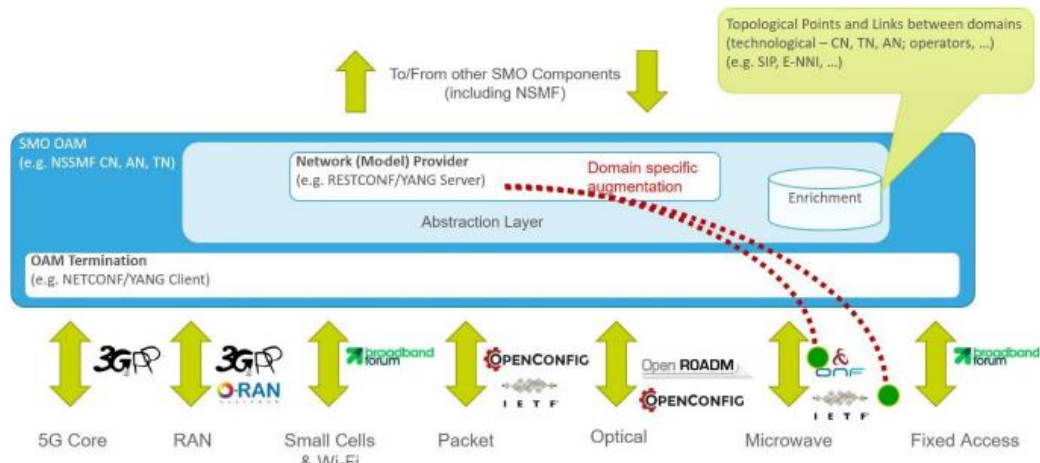 Topological Points and Links between domains
(technological – CN, TN, AN; operators, ...)
(e.g. SIP, E-NNI, ...)
To/From other SMO Components
(including NSMF)
SMO OAM
(e.g. NSSMF CN, AN, TN)
Network (Model) Provider
(e.g. RESTCONF/YANG Server)
Domain specific
augmentation
Enrichment
Abstraction Layer
OAM Termination
(e.g. NETCONF/YANG Client)
3GPP
3GPP
O-RAN
ALLIANCE
broadband
forum
OPENCONFIG
I E T F
Open ROADM
OPENCONFIG
ONF
I E T F
broadband
forum
5G Core
RAN
Small Cells
& Wi-Fi
Packet
Optical
Microwave
Fixed Access